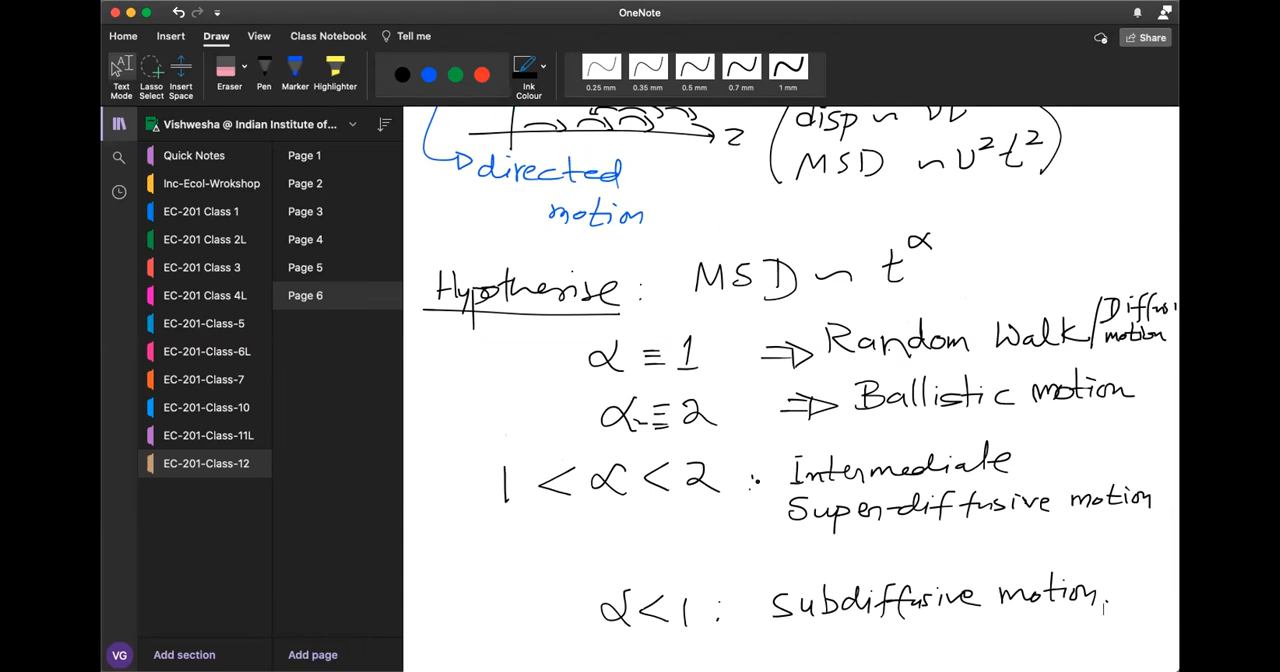 OneNote
Home Insert Draw View Class Notebook Tell me
Share
Text Mode
Lasso Select
Insert Space
Eraser
Pen
Marker
Highlighter
Ink Colour
0.25 mm
0.35 mm
0.5 mm
0.7 mm
1 mm
Vishwesha @ Indian Institute of...
Quick Notes
Inc-Ecol-Wrokshop
EC-201 Class 1
EC-201 Class 2L
EC-201 Class 3
EC-201 Class 4L
EC-201-Class-5
EC-201-Class-6L
EC-201-Class-7
EC-201-Class-10
EC-201-Class-11L
EC-201-Class-12
Page 1
Page 2
Page 3
Page 4
Page 5
Page 6
VG
Add section
Add page
z
disp ~
MSD ~ v²t²
directed
motion
Hypothesise: MSD ~ t^α
α ≡ 1 ⇒ Random Walk/
motion
α ≡ 2 ⇒ Ballistic motion
1 < α < 2 : Intermediate
Super-diffusive motion
α < 1 : Subdiffusive motion.